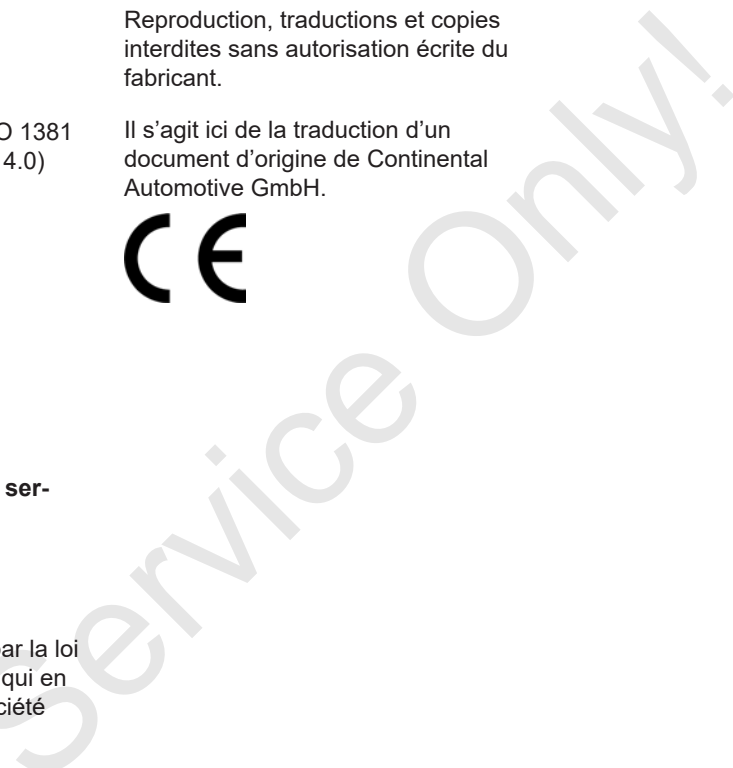 O 1381
4.0)
ser-
par la loi
qui en
ciété
Reproduction, traductions et copies
interdites sans autorisation écrite du
fabricant.
Il s’agit ici de la traduction d’un
document d’origine de Continental
Automotive GmbH.
CE
Service Only!